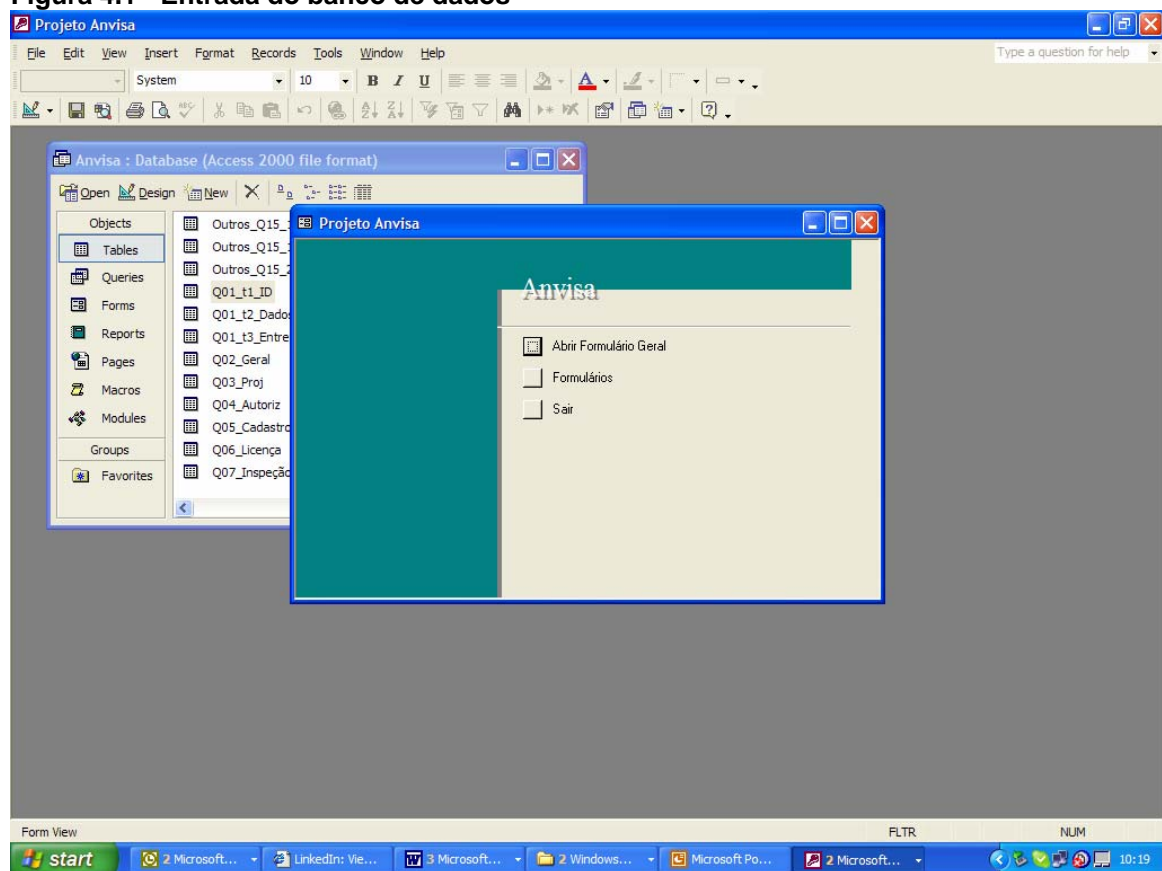 Figura 4.1 - Entrada do banco de dados
Projeto Anvisa
File Edit View Insert Format Records Tools Window Help
Type a question for help
System 10 B I U
Anvisa : Database (Access 2000 file format)
Open Design New
Objects
Tables
Queries
Forms
Reports
Pages
Macros
Modules
Groups
Favorites
Outros_Q15_
Outros_Q15_
Outros_Q15_2
Q01_t1_ID
Q01_t2_Dados
Q01_t3_Entre
Q02_Geral
Q03_Proj
Q04_Autoriz
Q05_Cadastro
Q06_Licença
Q07_Inspeção
Projeto Anvisa
Anvisa
Abrir Formulário Geral
Formulários
Sair
Form View FLTR NUM
start 2 Microsoft... LinkedIn: Vie... 3 Microsoft... 2 Windows... Microsoft Po... 2 Microsoft... 10:19